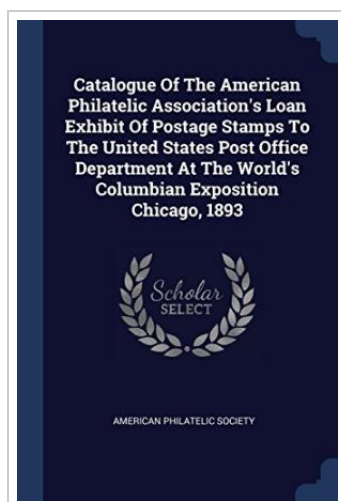 Catalogue Of The American
Philatelic Association's Loan
Exhibit Of Postage Stamps To
The United States Post Office
Department At The World's
Columbian Exposition
Chicago, 1893
Scholar
SELECT
AMERICAN PHILATELIC SOCIETY